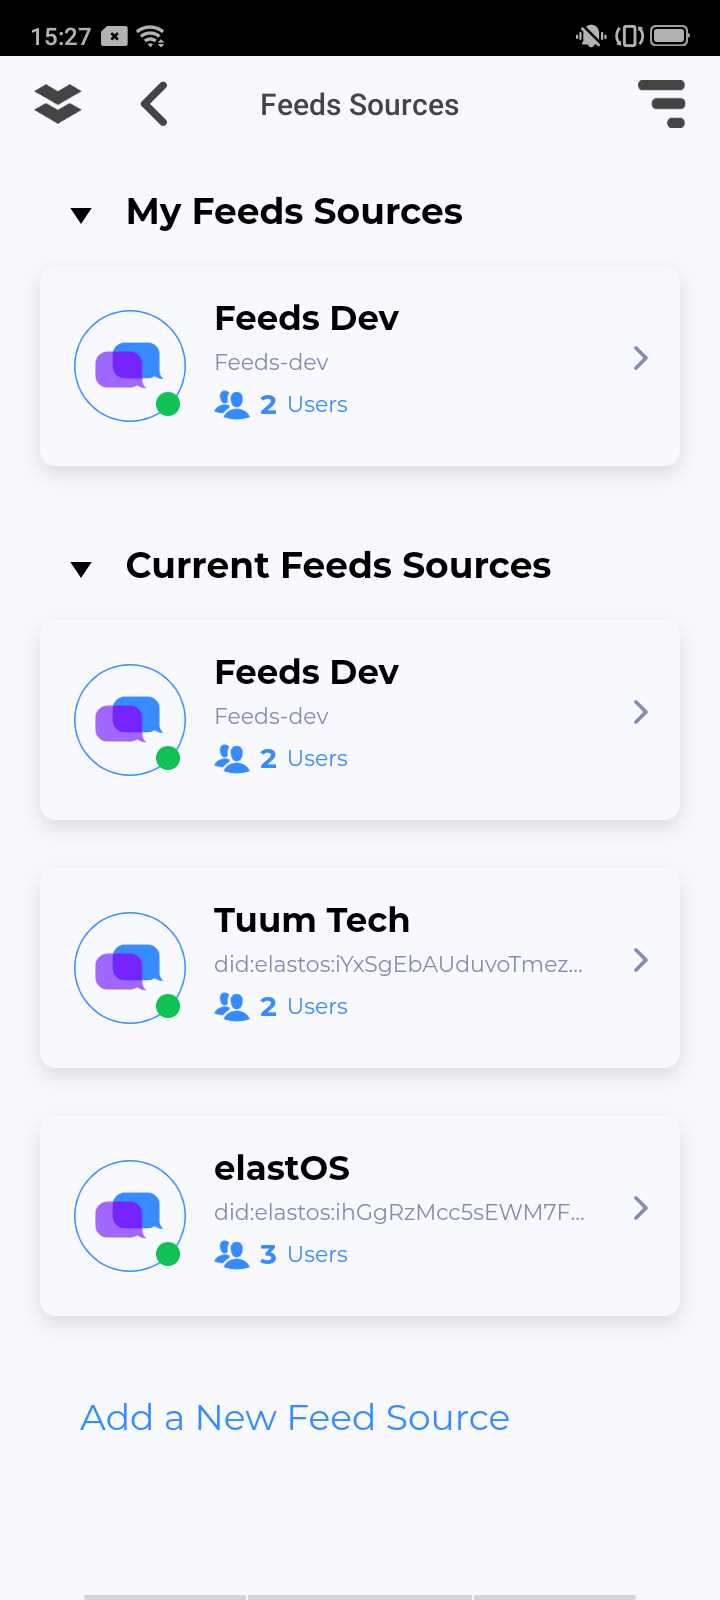 15:27
Feeds Sources
My Feeds Sources
Feeds Dev
Feeds-dev
2 Users
Current Feeds Sources
Feeds Dev
Feeds-dev
2 Users
Tuum Tech
did:elastos:iYxSgEbAUduvoTmez...
2 Users
elastOS
did:elastos:ihGgRzMcc5sEWM7F...
3 Users
Add a New Feed Source